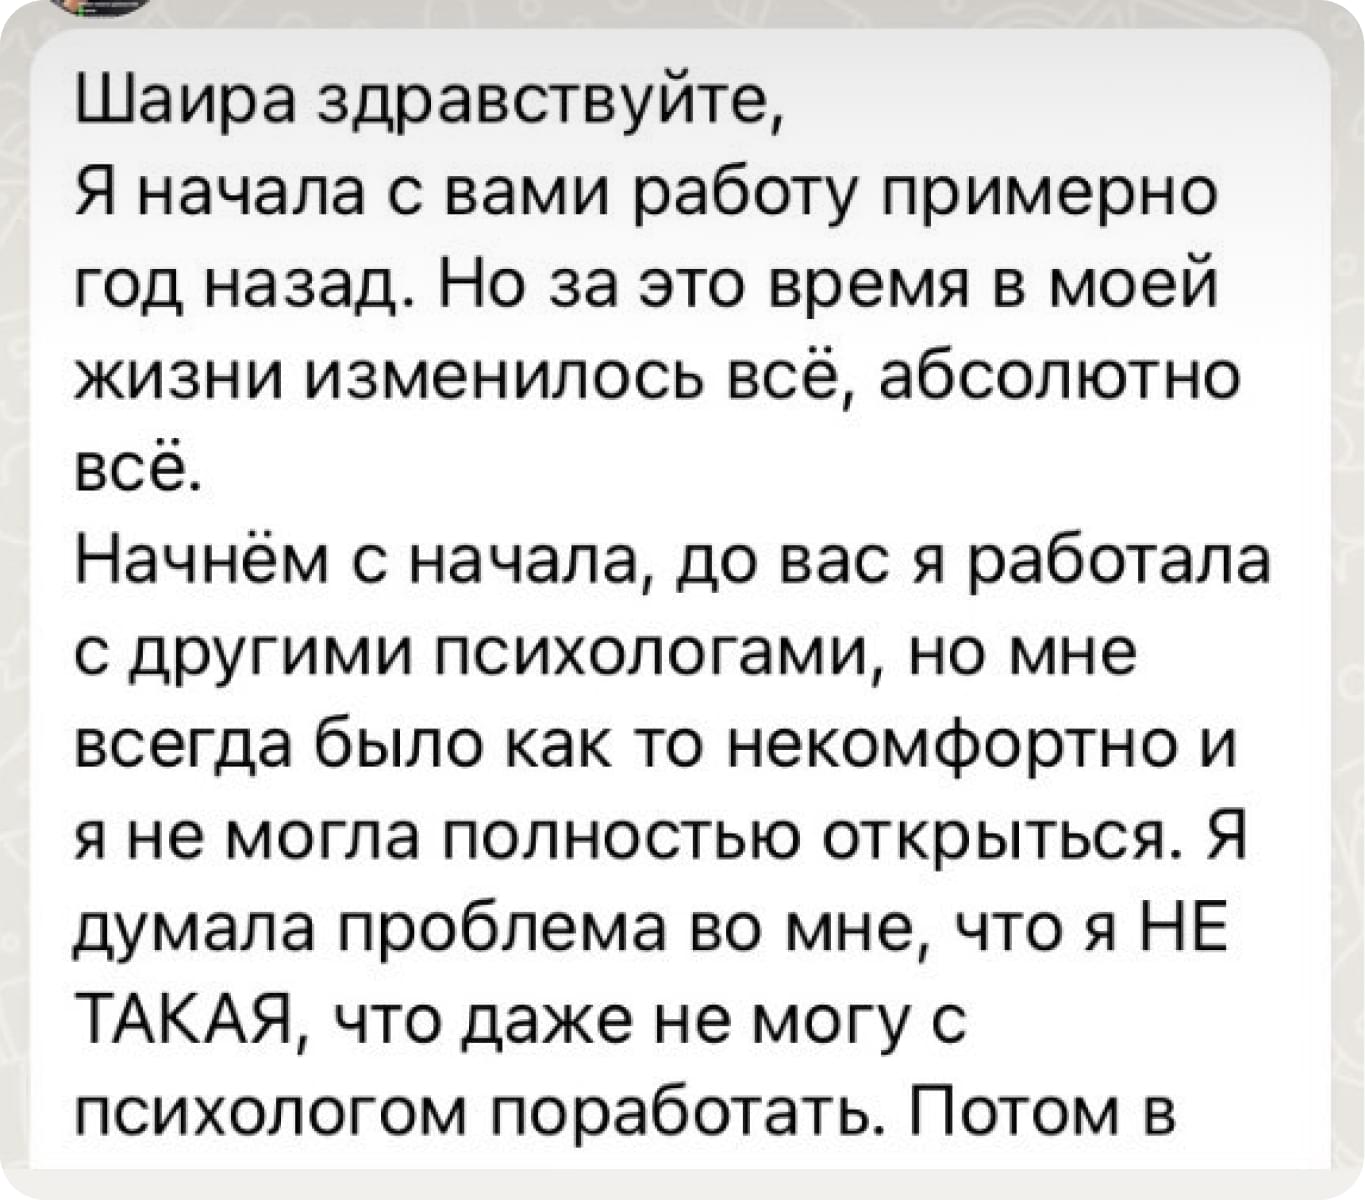 Шаира здравствуйте,
Я начала с вами работу примерно
год назад. Но за это время в моей
жизни изменилось всё, абсолютно
всё.
Начнём с начала, до вас я работала
с другими психологами, но мне
всегда было как то некомфортно и
я не могла полностью открыться. Я
думала проблема во мне, что я НЕ
ТАКАЯ, что даже не могу с
психологом поработать. Потом в